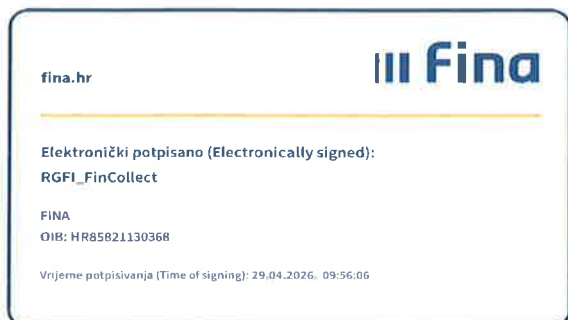 fina.hr
Fina
Elektronički potpisano (Electronically signed):
RGFI_FinCollect
FINA
OIB: HR85821130368
Vrijeme potpisivanja (Time of signing): 29.04.2026. 09:56:06